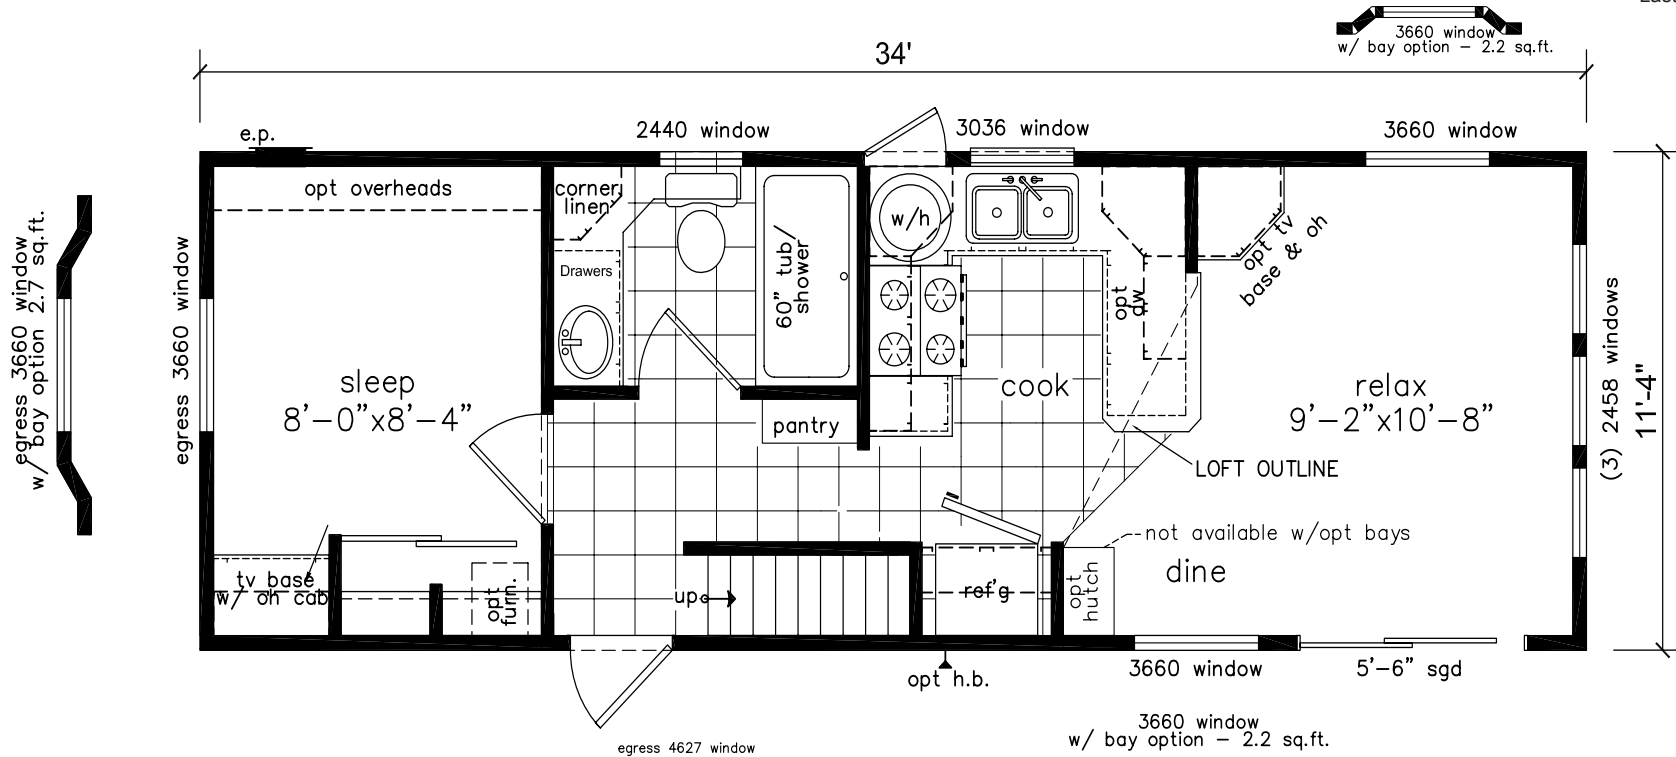 3660 window
w/ bay option – 2.2 sq.ft.
34'
e.p.
2440 window
3036 window
3660 window
opt overheads
corner
linen
Drawers
60" tub/
shower
w/h
opt tv
base & oh
opt
dw
egress 3660 window
w/ bay option 2.7 sq.ft.
egress 3660 window
sleep
8'-0"x8'-4"
pantry
cook
relax
9'-2"x10'-8"
(3) 2458 windows
11'-4"
LOFT OUTLINE
not available w/opt bays
dine
tv base
w/ oh cab
opt
furn.
up
ref'g
opt
hutch
opt h.b.
3660 window
5'-6" sgd
3660 window
w/ bay option – 2.2 sq.ft.
egress 4627 window